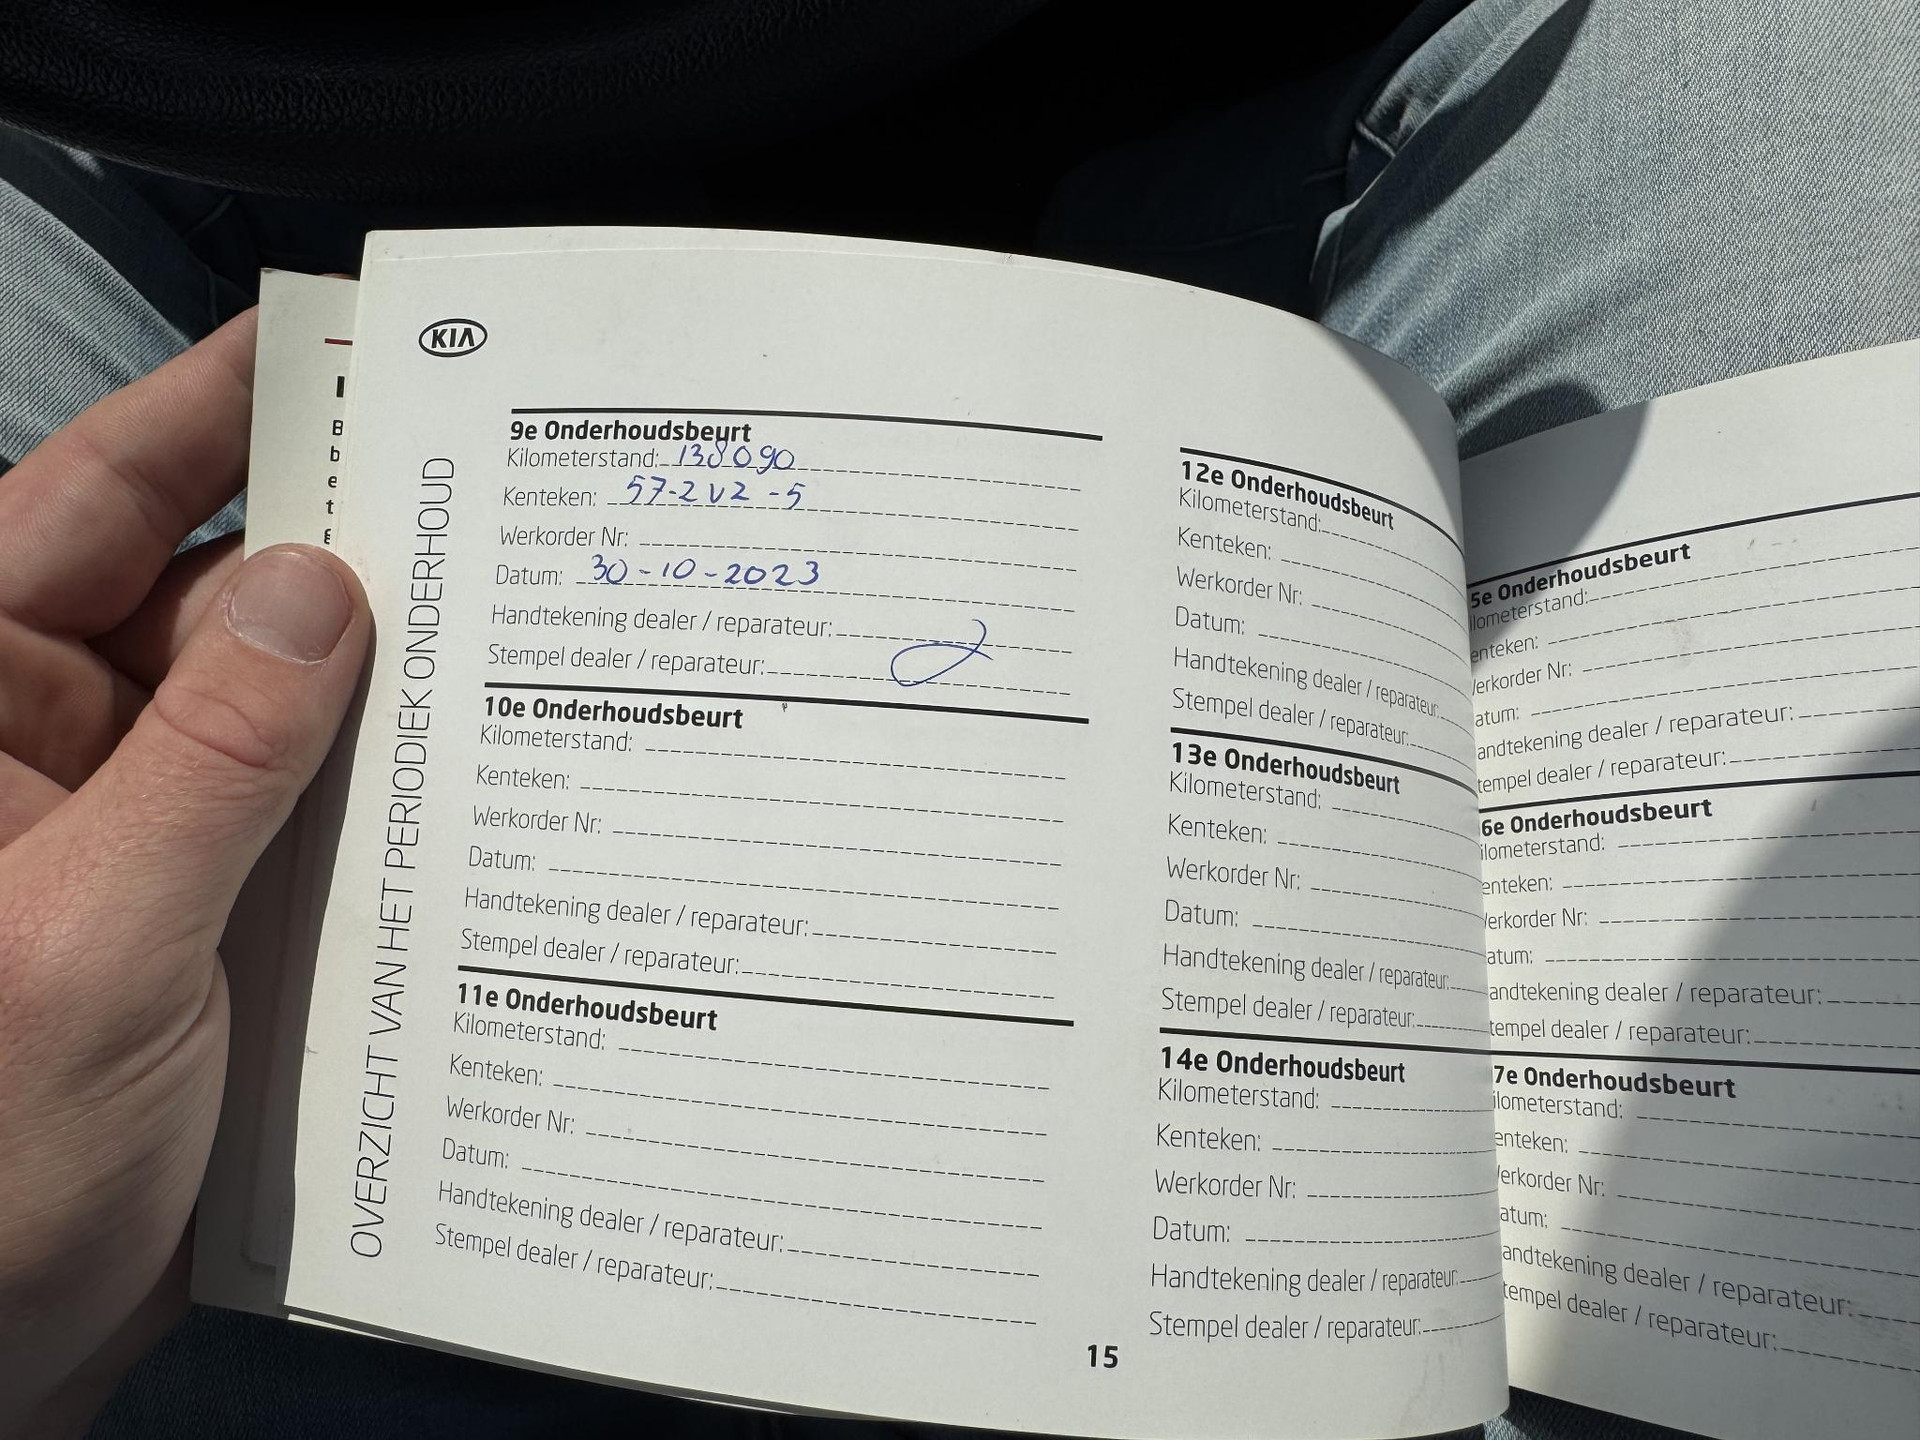 KIA
OVERZICHT VAN HET PERIODIEK ONDERHOUD
9e Onderhoudsbeurt
Kilometerstand: 138090
Kenteken: 57-ZVZ-5
Werkorder Nr:
Datum: 30-10-2023
Handtekening dealer / reparateur:
Stempel dealer / reparateur:
10e Onderhoudsbeurt
Kilometerstand:
Kenteken:
Werkorder Nr:
Datum:
Handtekening dealer / reparateur:
Stempel dealer / reparateur:
11e Onderhoudsbeurt
Kilometerstand:
Kenteken:
Werkorder Nr:
Datum:
Handtekening dealer / reparateur:
Stempel dealer / reparateur:
12e Onderhoudsbeurt
Kilometerstand:
Kenteken:
Werkorder Nr:
Datum:
Handtekening dealer / reparateur:
Stempel dealer / reparateur:
13e Onderhoudsbeurt
Kilometerstand:
Kenteken:
Werkorder Nr:
Datum:
Handtekening dealer / reparateur:
Stempel dealer / reparateur:
14e Onderhoudsbeurt
Kilometerstand:
Kenteken:
Werkorder Nr:
Datum:
Handtekening dealer / reparateur:
Stempel dealer / reparateur:
15
5e Onderhoudsbeurt
ilometerstand:
enteken:
erkorder Nr:
atum:
andtekening dealer / reparateur:
tempel dealer / reparateur:
6e Onderhoudsbeurt
ilometerstand:
enteken:
erkorder Nr:
atum:
andtekening dealer / reparateur:
tempel dealer / reparateur:
7e Onderhoudsbeurt
ilometerstand:
enteken:
erkorder Nr:
atum:
andtekening dealer / reparateur:
tempel dealer / reparateur: